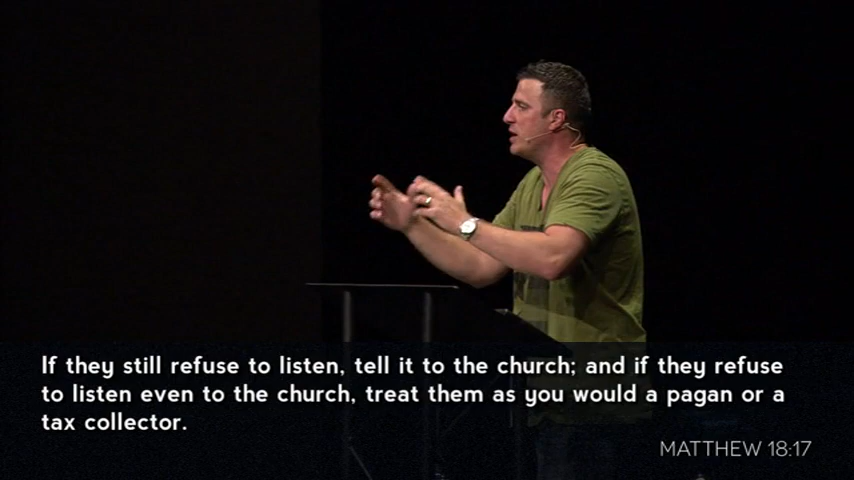 If they still refuse to listen, tell it to the church; and if they refuse
to listen even to the church, treat them as you would a pagan or a
tax collector.
MATTHEW 18:17